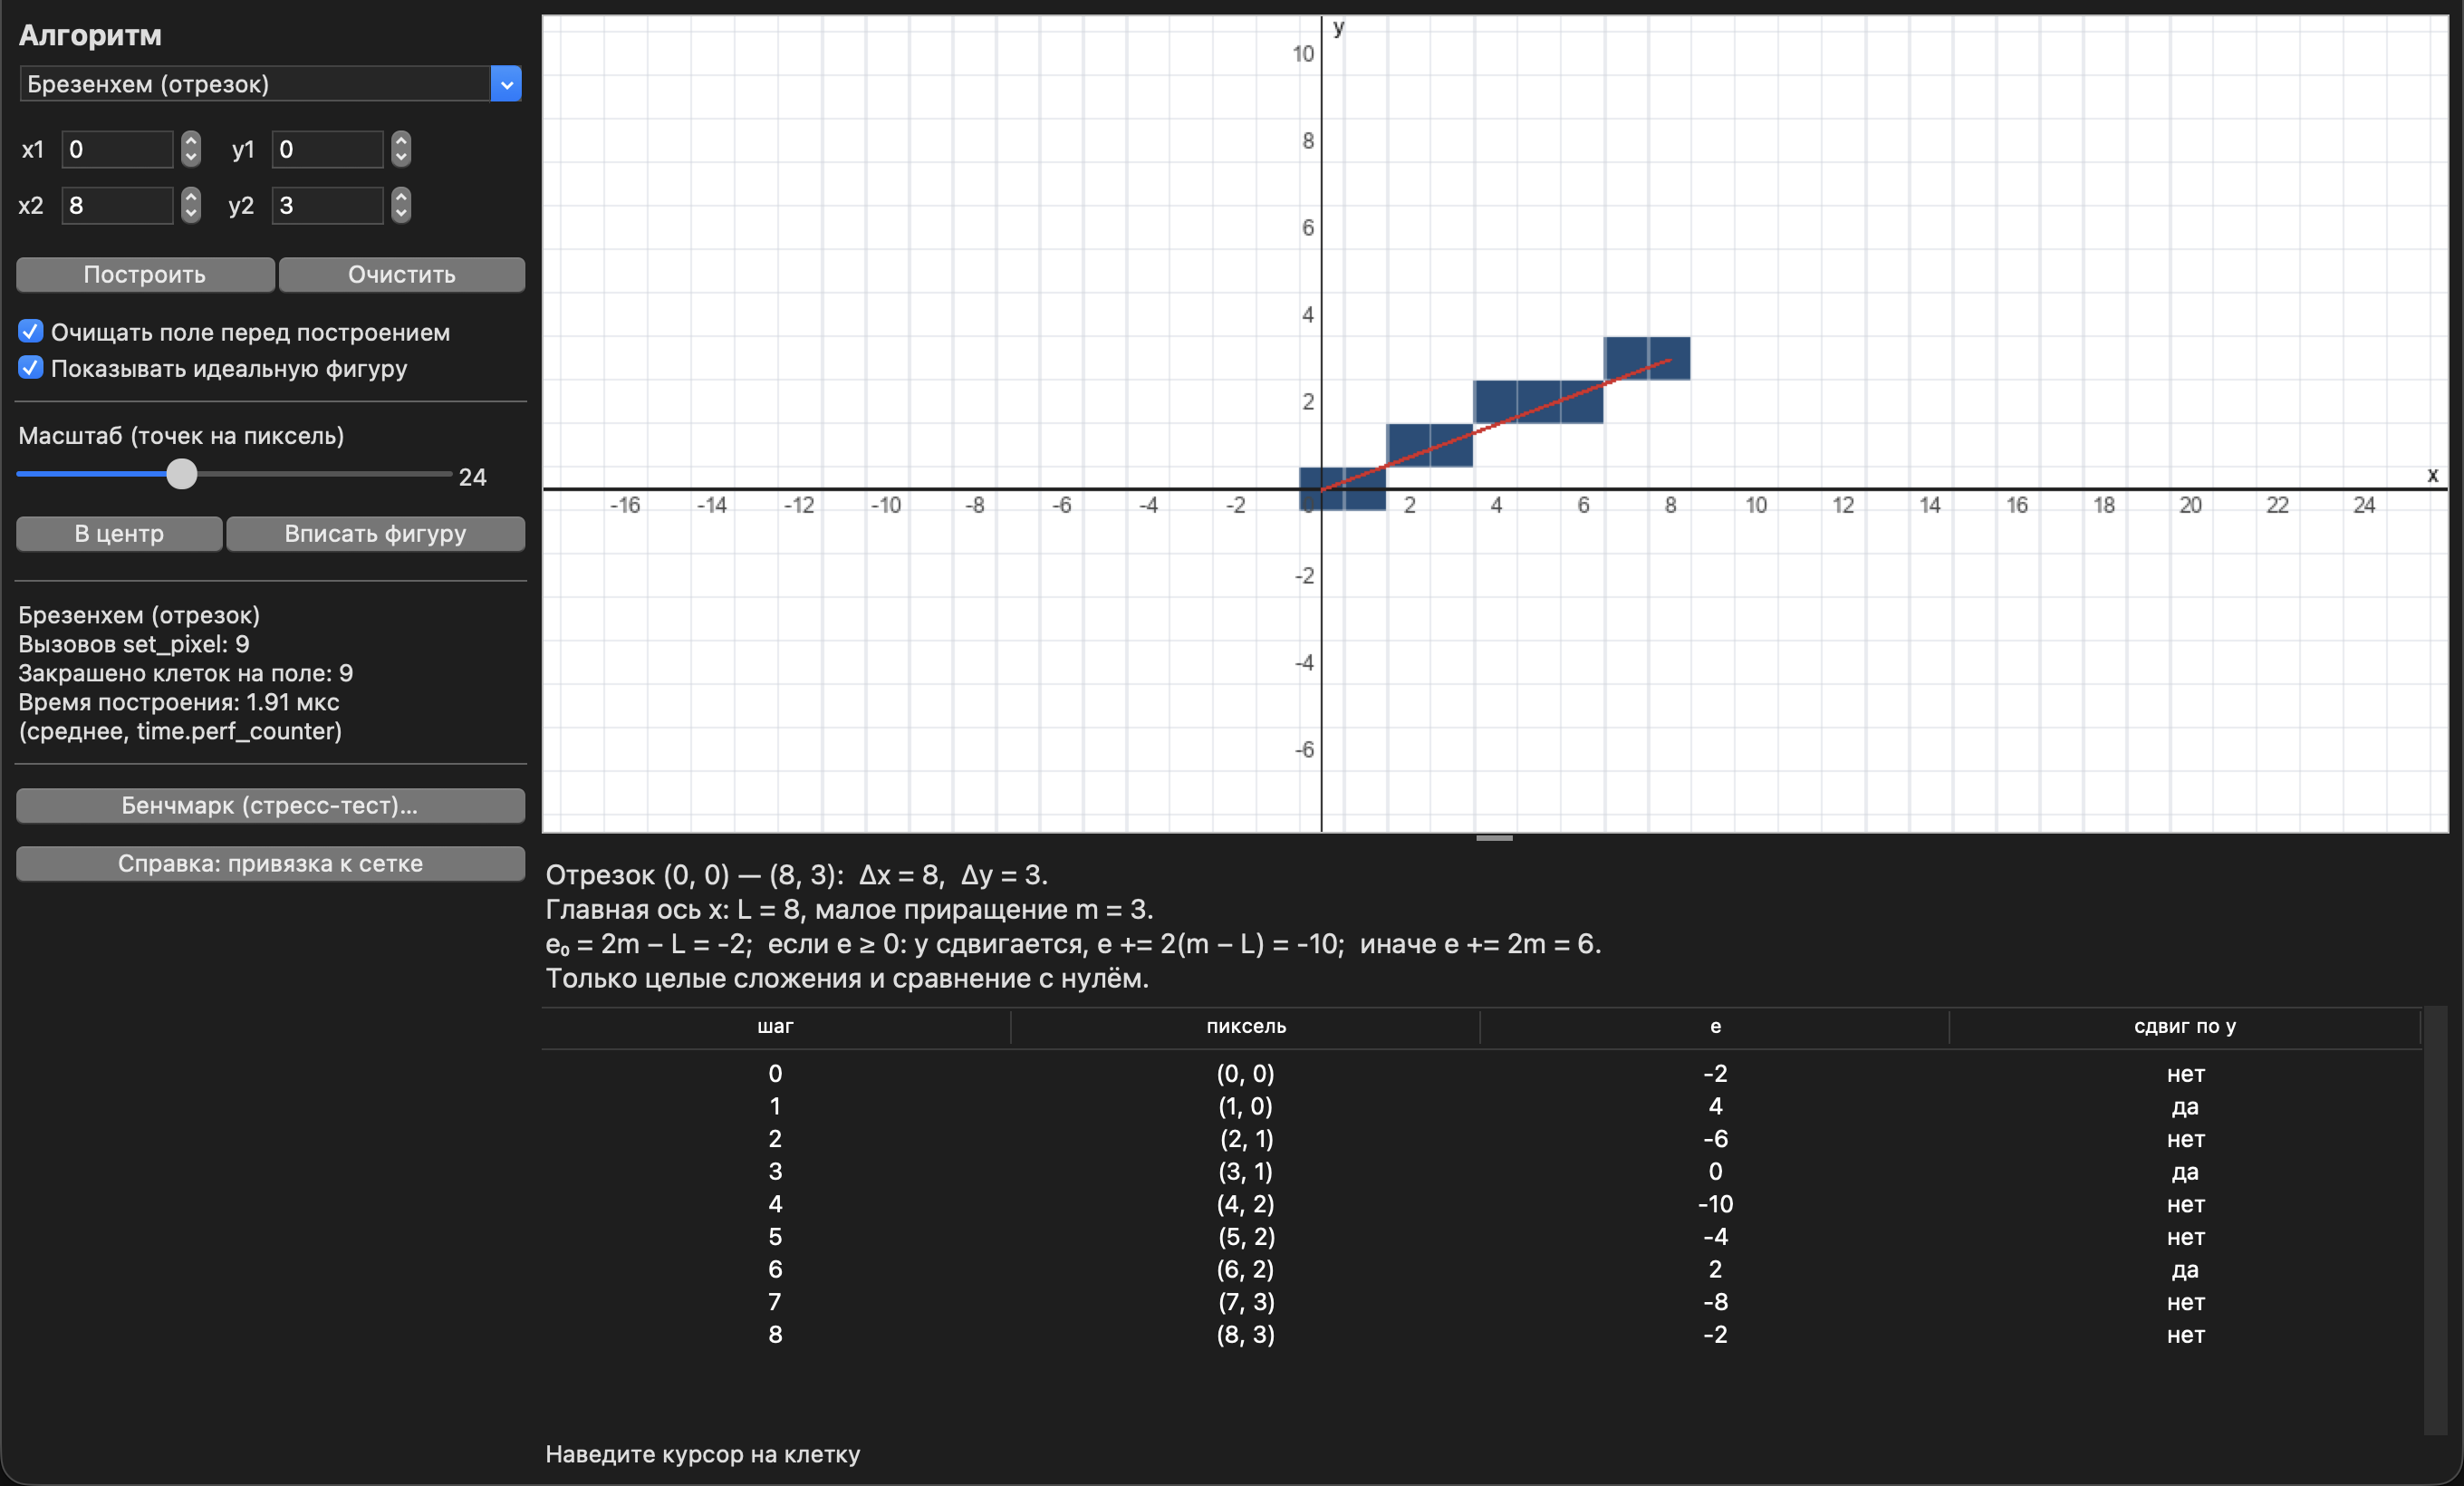 Алгоритм
Брезенхем (отрезок)
x1 0 y1 0
x2 8 y2 3
Построить Очистить
Очищать поле перед построением
Показывать идеальную фигуру
Масштаб (точек на пиксель)
24
В центр Вписать фигуру
Брезенхем (отрезок)
Вызовов set_pixel: 9
Закрашено клеток на поле: 9
Время построения: 1.91 мкс
(среднее, time.perf_counter)
Бенчмарк (стресс-тест)...
Справка: привязка к сетке
y
10
8
6
4
2
x
-16 -14 -12 -10 -8 -6 -4 -2 0 2 4 6 8 10 12 14 16 18 20 22 24
-2
-4
-6
Отрезок (0, 0) — (8, 3): Δx = 8, Δy = 3.
Главная ось x: L = 8, малое приращение m = 3.
e₀ = 2m − L = -2; если e ≥ 0: y сдвигается, e += 2(m − L) = -10; иначе e += 2m = 6.
Только целые сложения и сравнение с нулём.
шаг пиксель e сдвиг по y
0 (0, 0) -2 нет
1 (1, 0) 4 да
2 (2, 1) -6 нет
3 (3, 1) 0 да
4 (4, 2) -10 нет
5 (5, 2) -4 нет
6 (6, 2) 2 да
7 (7, 3) -8 нет
8 (8, 3) -2 нет
Наведите курсор на клетку